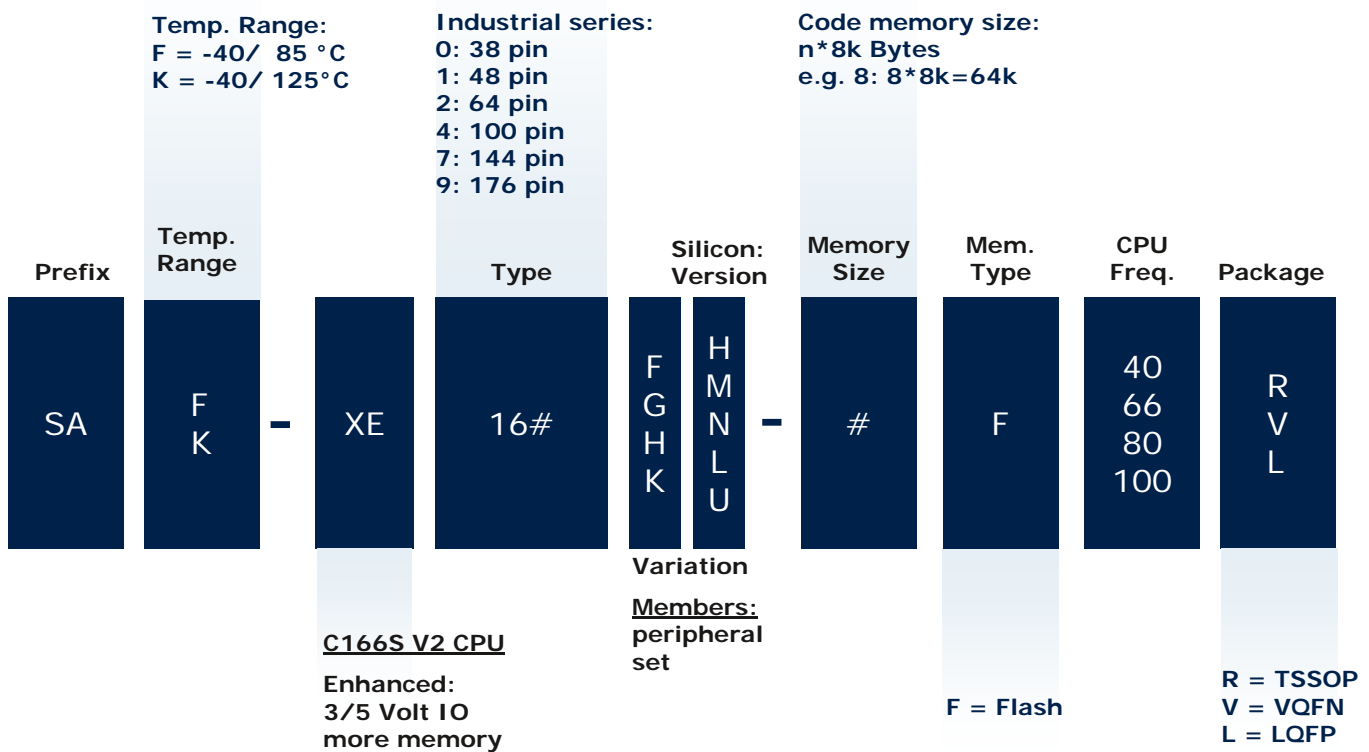 Temp. Range:
F = -40/ 85 °C
K = -40/ 125°C
Industrial series:
0: 38 pin
1: 48 pin
2: 64 pin
4: 100 pin
7: 144 pin
9: 176 pin
Code memory size:
n*8k Bytes
e.g. 8: 8*8k=64k
Prefix
Temp.
Range
Type
Silicon:
Version
Memory
Size
Mem.
Type
CPU
Freq.
Package
SA
F
K
-
XE
16#
F
G
H
K
H
M
N
L
U
-
#
F
40
66
80
100
R
V
L
C166S V2 CPU
Enhanced:
3/5 Volt IO
more memory
Variation
Members:
peripheral
set
F = Flash
R = TSSOP
V = VQFN
L = LQFP